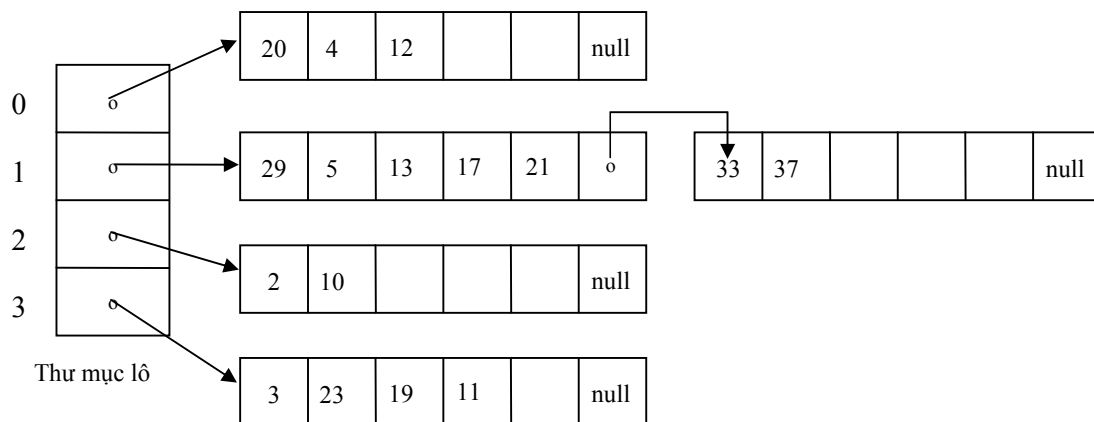 20 4 12 null
0 o
1 o 29 5 13 17 21 o 33 37 null
2 o
2 10 null
3 o
Thư mục lô
3 23 19 11 null